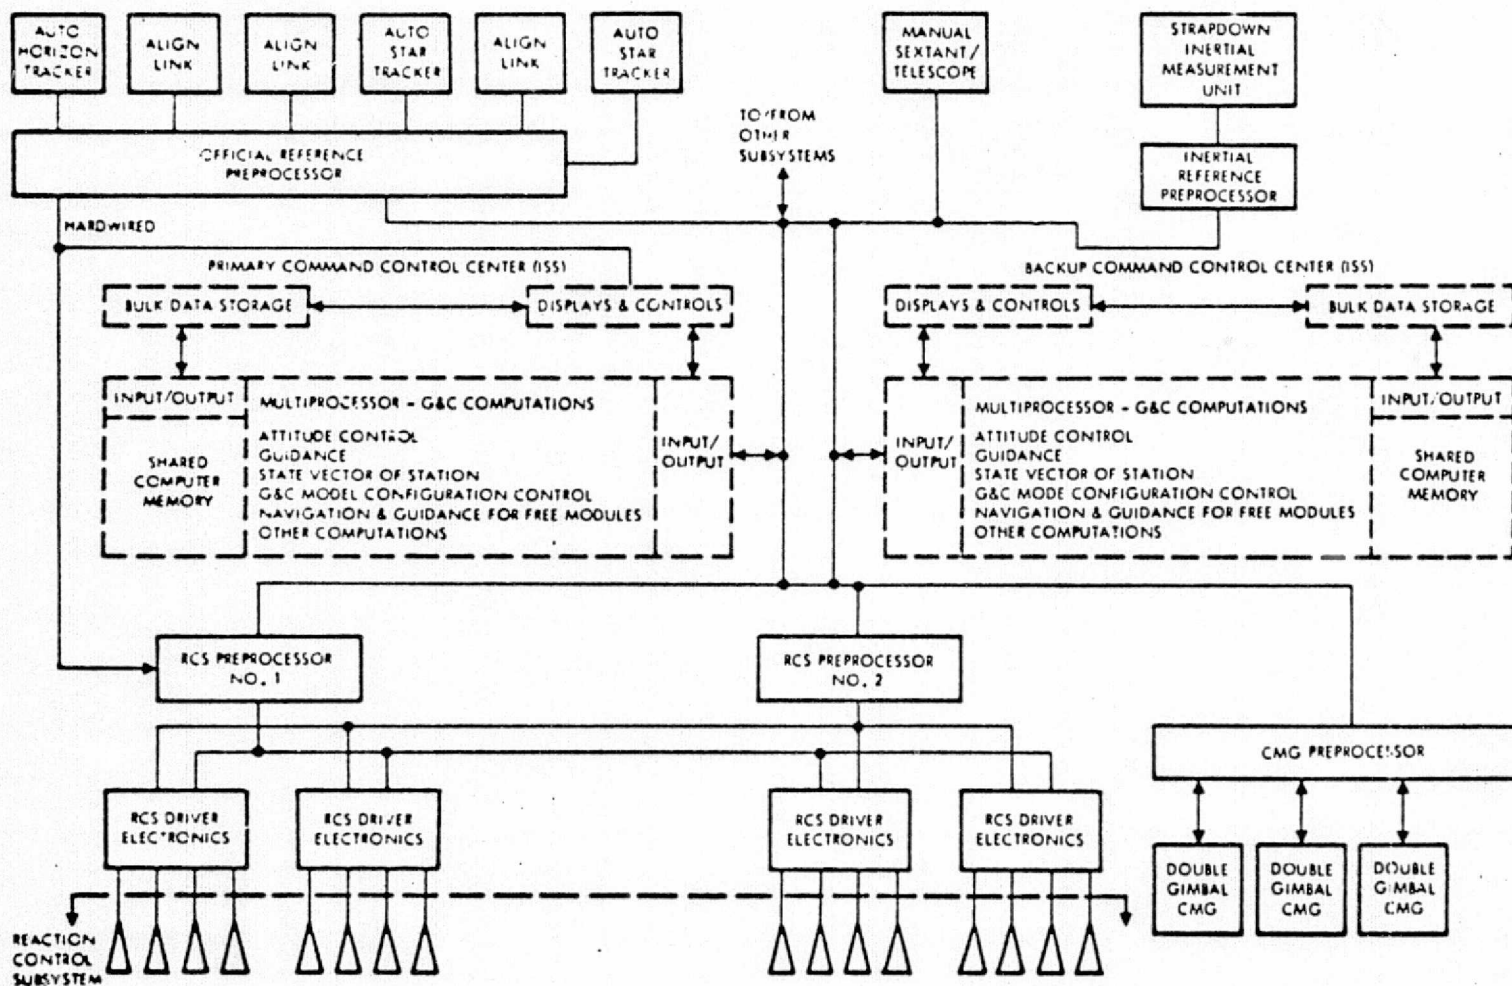 AUTO
HORIZON
TRACKER
ALIGN
LINK
ALIGN
LINK
AUTO
STAR
TRACKER
ALIGN
LINK
AUTO
STAR
TRACKER
MANUAL
SEXTANT/
TELESCOPE
STRAPDOWN
INERTIAL
MEASUREMENT
UNIT
TO/FROM
OTHER
SUBSYSTEMS
OFFICIAL REFERENCE
PREPROCESSOR
INERTIAL
REFERENCE
PREPROCESSOR
HARDWIRED
PRIMARY COMMAND CONTROL CENTER (ISS)
BACKUP COMMAND CONTROL CENTER (ISS)
BULK DATA STORAGE
DISPLAYS & CONTROLS
DISPLAYS & CONTROLS
BULK DATA STORAGE
INPUT/OUTPUT
SHARED
COMPUTER
MEMORY
MULTIPROCESSOR - G&C COMPUTATIONS
ATTITUDE CONTROL
GUIDANCE
STATE VECTOR OF STATION
G&C MODEL CONFIGURATION CONTROL
NAVIGATION & GUIDANCE FOR FREE MODULES
OTHER COMPUTATIONS
INPUT/
OUTPUT
INPUT/
OUTPUT
MULTIPROCESSOR - G&C COMPUTATIONS
ATTITUDE CONTROL
GUIDANCE
STATE VECTOR OF STATION
G&C MODE CONFIGURATION CONTROL
NAVIGATION & GUIDANCE FOR FREE MODULES
OTHER COMPUTATIONS
INPUT/OUTPUT
SHARED
COMPUTER
MEMORY
RCS PREPROCESSOR
NO. 1
RCS PREPROCESSOR
NO. 2
CMG PREPROCESSOR
RCS DRIVER
ELECTRONICS
RCS DRIVER
ELECTRONICS
RCS DRIVER
ELECTRONICS
RCS DRIVER
ELECTRONICS
DOUBLE
GIMBAL
CMG
DOUBLE
GIMBAL
CMG
DOUBLE
GIMBAL
CMG
REACTION
CONTROL
SUBSYSTEM